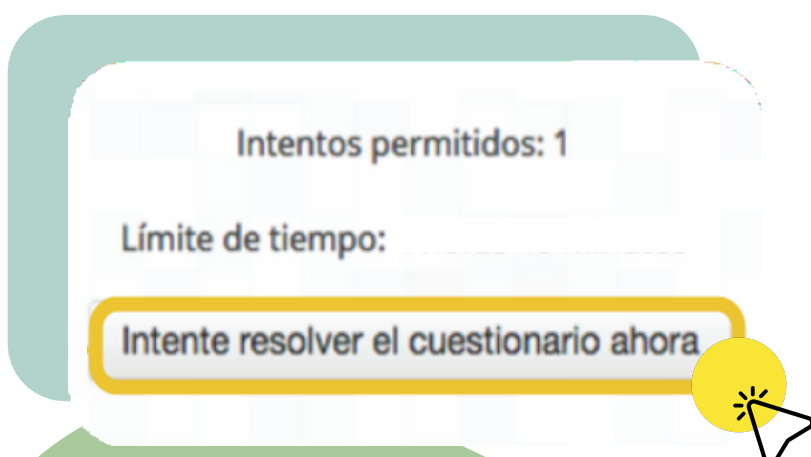 Intentos permitidos: 1
Límite de tiempo:
Intente resolver el cuestionario ahora